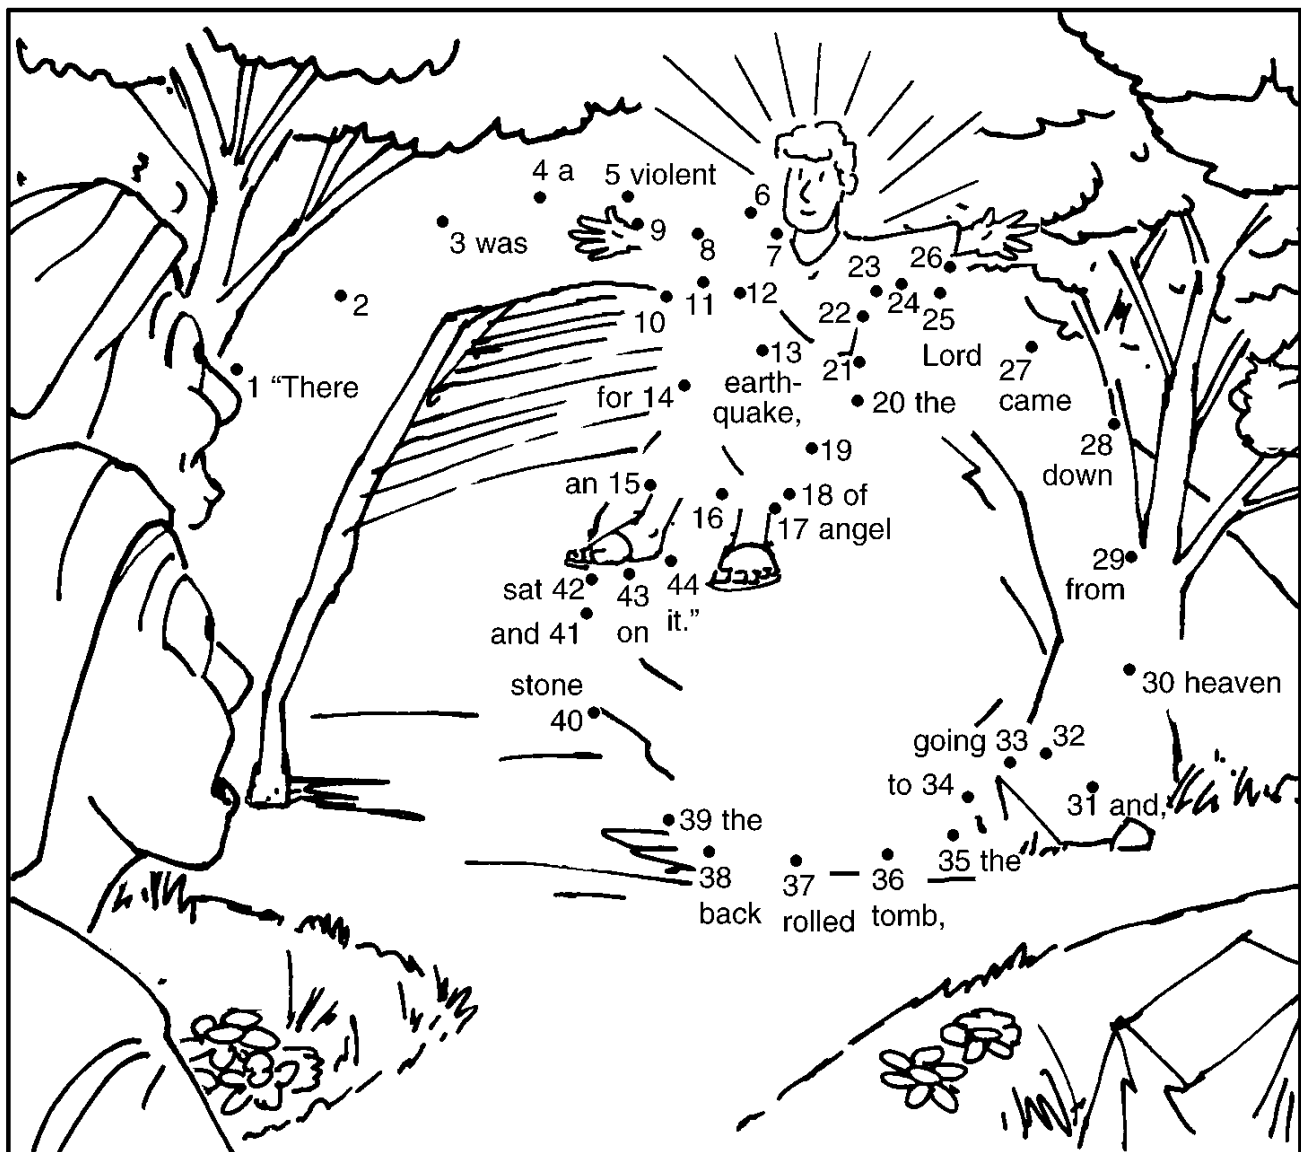 1 “There
2
3 was
4 a
5 violent
6
7
8
9
10
11
12
13
earth-
quake,
for 14
an 15
16
17 angel
18 of
19
20 the
21
22
23
24
25
Lord
26
27
came
28
down
29
from
30 heaven
31 and,
32
going 33
to 34
35 the
36
tomb,
37
rolled
38
back
39 the
stone
40
and 41
sat 42
43
on
44
it.”